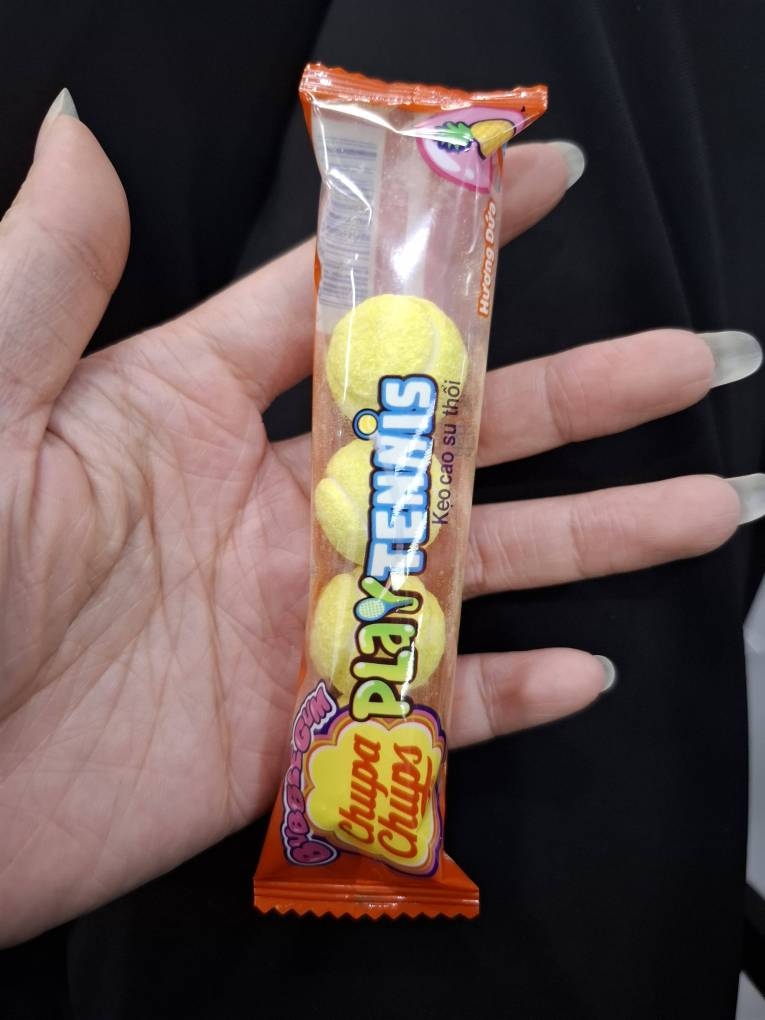 Hương Dứa
PLAY TENNIS
Kẹo cao su thổi
BUBBLE GUM
Chupa
Chups